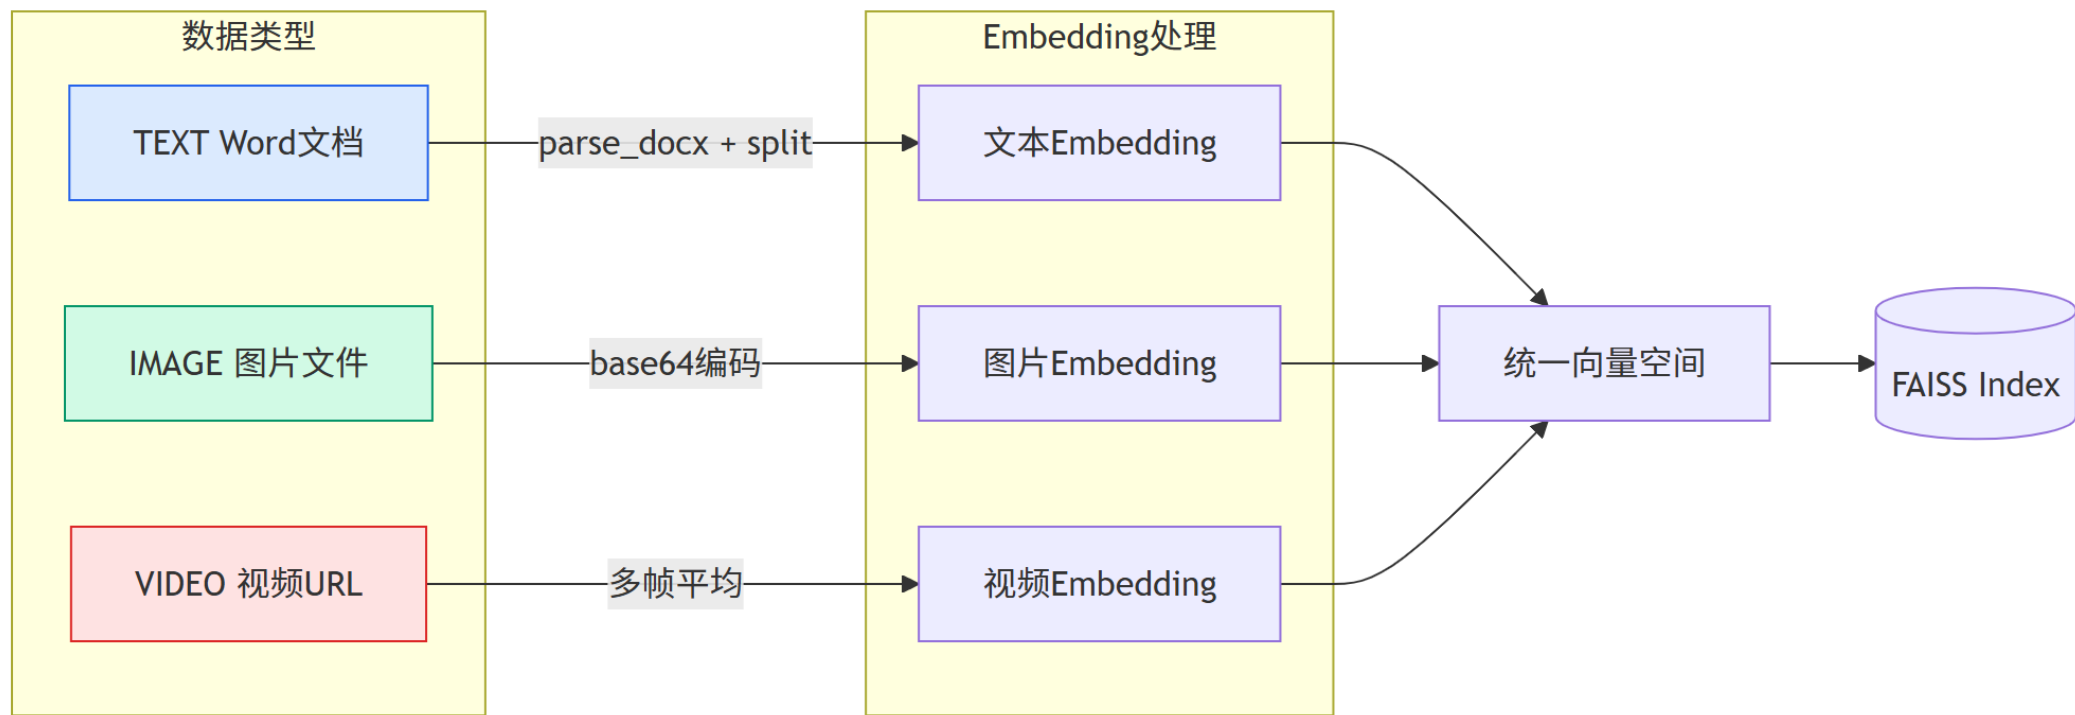 数据类型
Embedding处理
TEXT Word文档
parse_docx + split
文本Embedding
IMAGE 图片文件
base64编码
图片Embedding
统一向量空间
FAISS Index
VIDEO 视频URL
多帧平均
视频Embedding